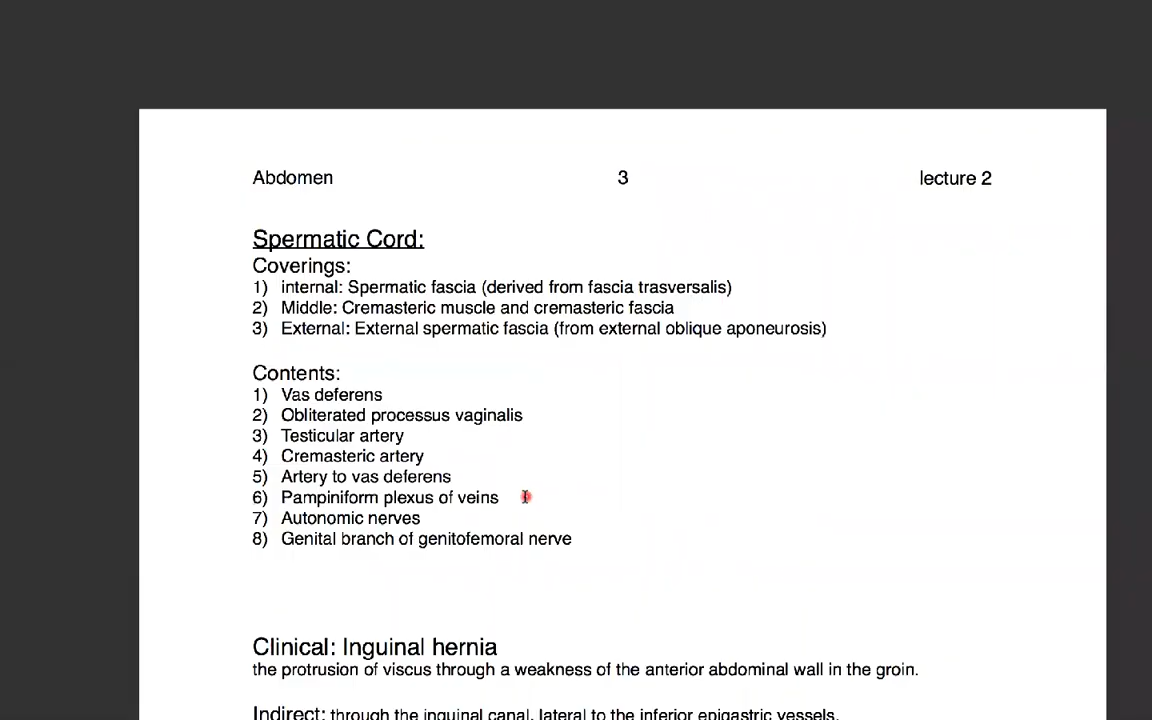 Abdomen 3 lecture 2
Spermatic Cord:
Coverings:
1) internal: Spermatic fascia (derived from fascia trasversalis)
2) Middle: Cremasteric muscle and cremasteric fascia
3) External: External spermatic fascia (from external oblique aponeurosis)
Contents:
1) Vas deferens
2) Obliterated processus vaginalis
3) Testicular artery
4) Cremasteric artery
5) Artery to vas deferens
6) Pampiniform plexus of veins
7) Autonomic nerves
8) Genital branch of genitofemoral nerve
Clinical: Inguinal hernia
the protrusion of viscus through a weakness of the anterior abdominal wall in the groin.
Indirect: through the inguinal canal, lateral to the inferior epigastric vessels.